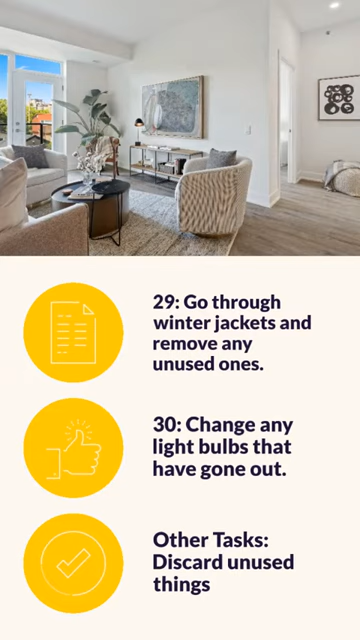 29: Go through
winter jackets and
remove any
unused ones.
30: Change any
light bulbs that
have gone out.
Other Tasks:
Discard unused
things